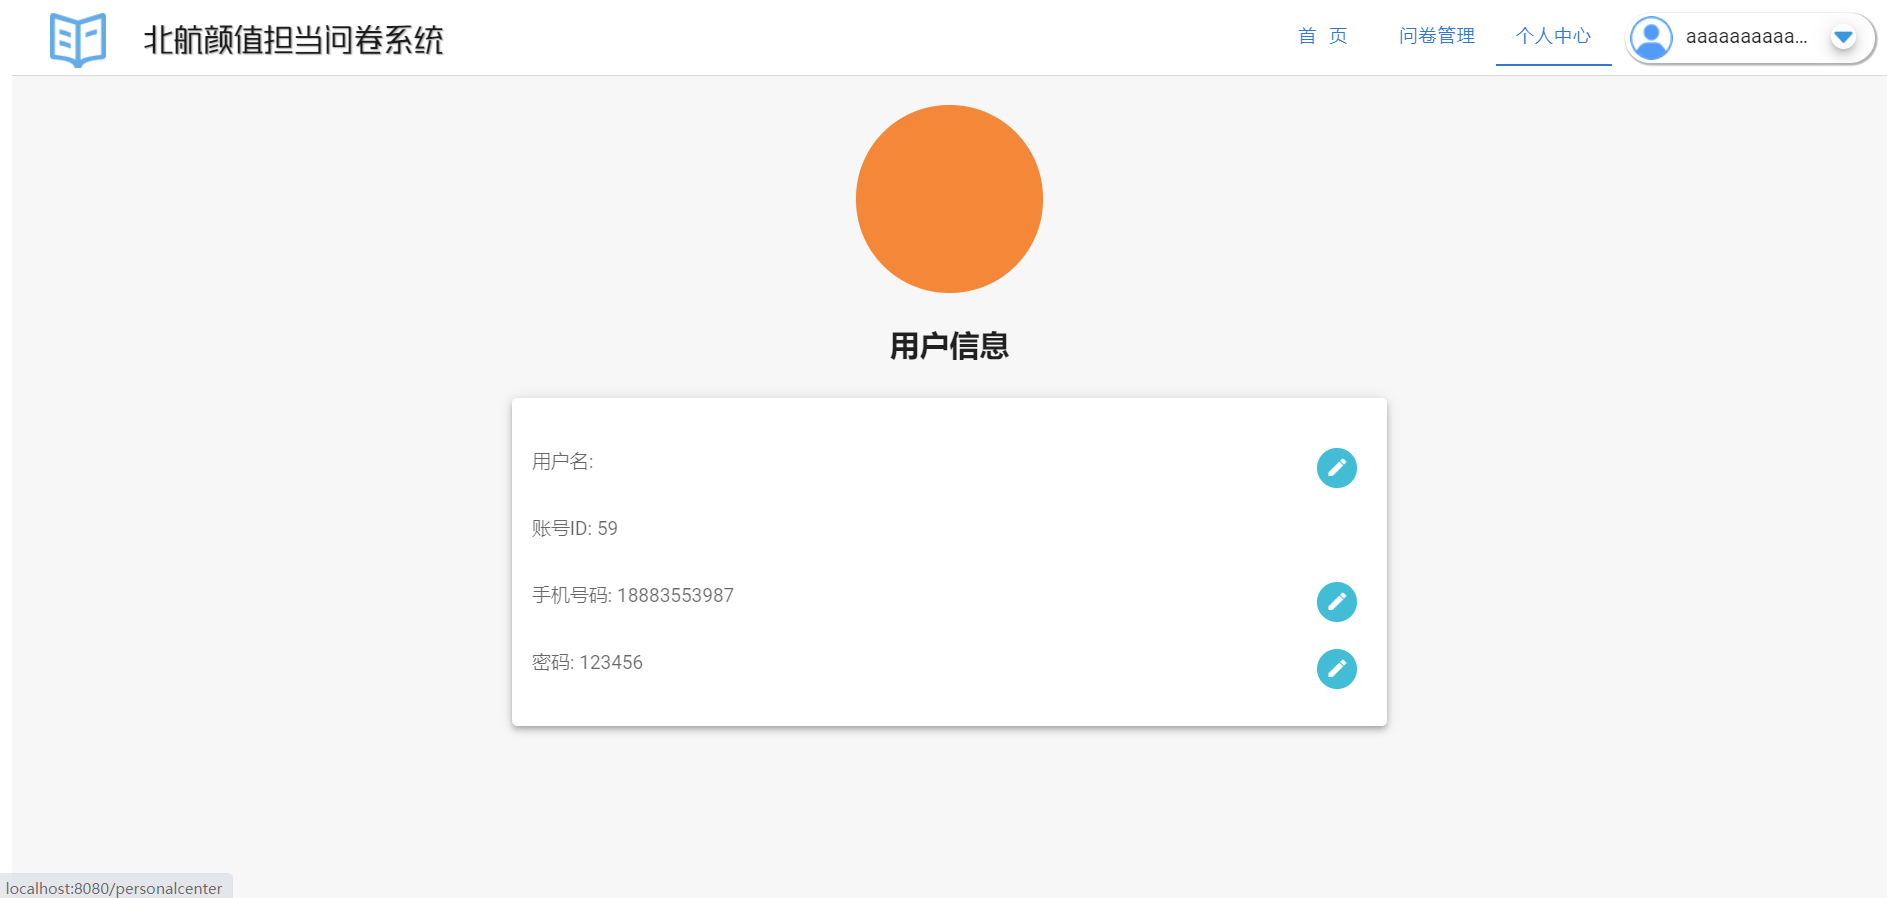 北航颜值担当问卷系统
首 页
问卷管理
个人中心
aaaaaaaaaa...
用户信息
用户名:
账号ID: 59
手机号码: 18883553987
密码: 123456
localhost:8080/personalcenter